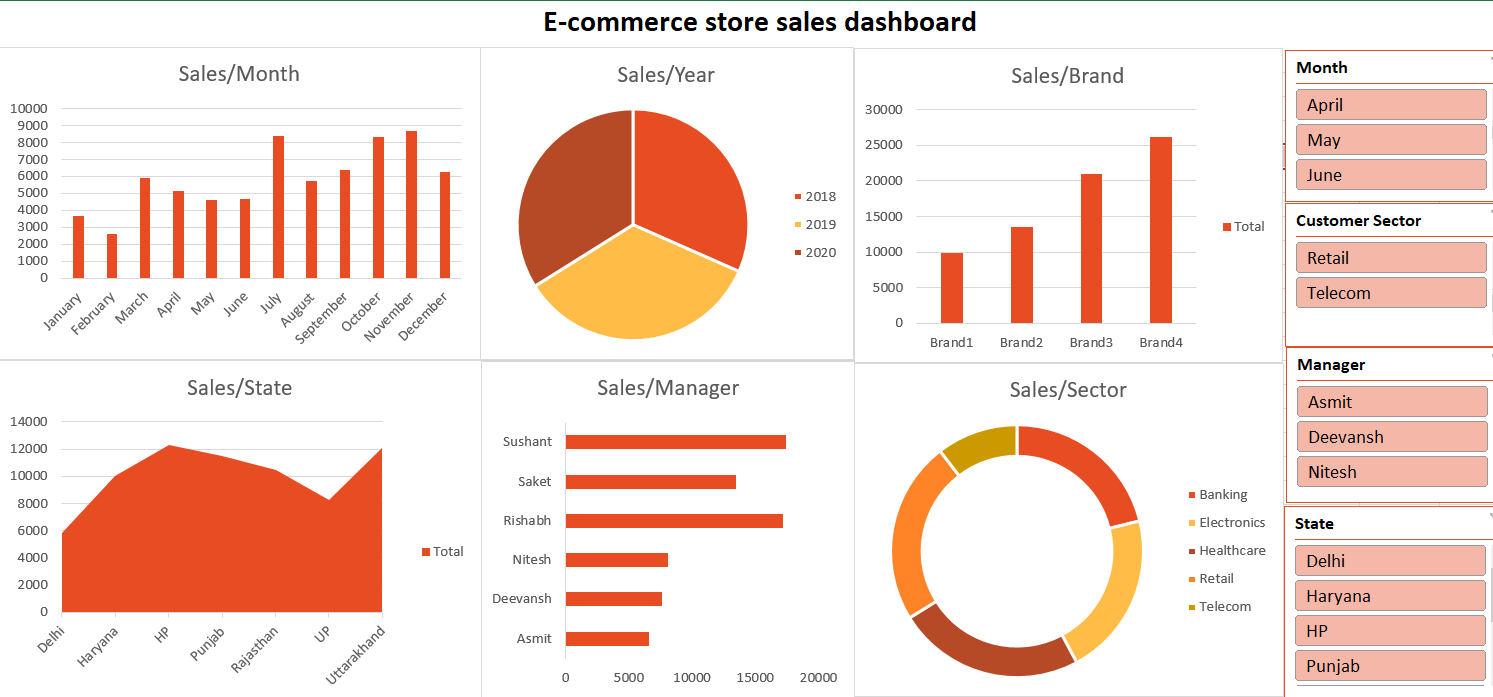 E-commerce store sales dashboard
Sales/Month
10000
9000
8000
7000
6000
5000
4000
3000
2000
1000
0
January
February
March
April
May
June
July
August
September
October
November
December
Sales/Year
2018
2019
2020
Sales/Brand
30000
25000
20000
15000
10000
5000
0
Brand1
Brand2
Brand3
Brand4
Total
Month
April
May
June
Customer Sector
Retail
Telecom
Manager
Asmit
Deevansh
Nitesh
State
Delhi
Haryana
HP
Punjab
Sales/State
14000
12000
10000
8000
6000
4000
2000
0
Delhi
Haryana
HP
Punjab
Rajasthan
UP
Uttarakhand
Total
Sales/Manager
Sushant
Saket
Rishabh
Nitesh
Deevansh
Asmit
0
5000
10000
15000
20000
Sales/Sector
Banking
Electronics
Healthcare
Retail
Telecom